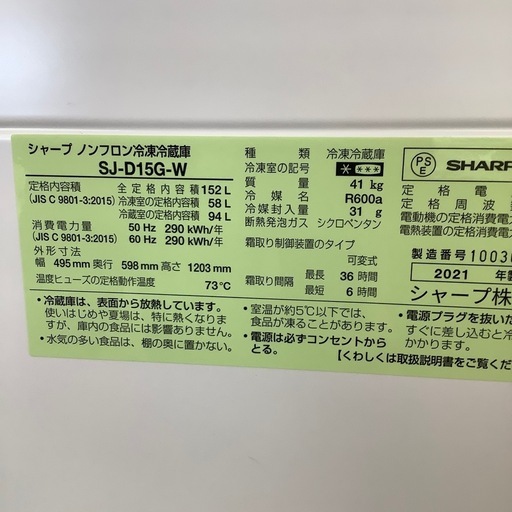 シャープ ノンフロン冷凍冷蔵庫
SJ-D15G-W
定格内容積 全定格内容積 152 L
(JIS C 9801-3:2015) 冷凍室の定格内容積 58 L
冷蔵室の定格内容積 94 L
消費電力量 50 Hz 290 kWh/年
(JIS C 9801-3:2015) 60 Hz 290 kWh/年
外形寸法
幅 495 mm 奥行 598 mm 高さ 1203 mm
温度ヒューズの定格動作温度 73℃
・冷蔵庫は、表面から放熱しています。
使いはじめや夏場は、特に熱くなりま
すが、庫内の食品には影響ありません。
・水気の多い食品は、棚の奥に置かない。
種類 冷凍冷蔵庫
冷凍室の記号 * ***
質量 41 kg
冷媒 R600a
冷媒封入量 31 g
断熱発泡ガス シクロペンタン
霜取り制御装置のタイプ
可変式
霜取り間隔 最長 36 時間
最短 6 時間
・室温が約5℃以下では、
食品が凍ることがあります。
・電源は必ずコンセントから
とる。
PS
E
SHARP
定格電
定格周波
電動機の定格消費電力
電熱装置の定格消費電
製造番号 1003
2021 年製
シャープ株
・電源プラグを抜いた
すぐに差し込むと冷
かか
【くわしくは取扱説明書をご覧くだ